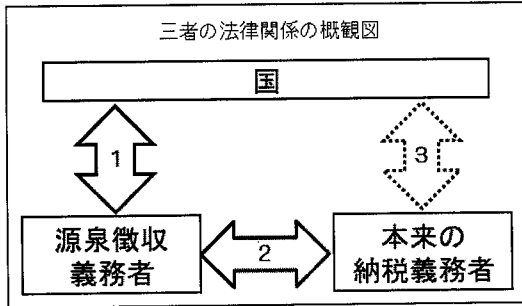 三者の法律関係の概観図
国
1
3
源泉徴収
義務者
2
本来の
納税義務者